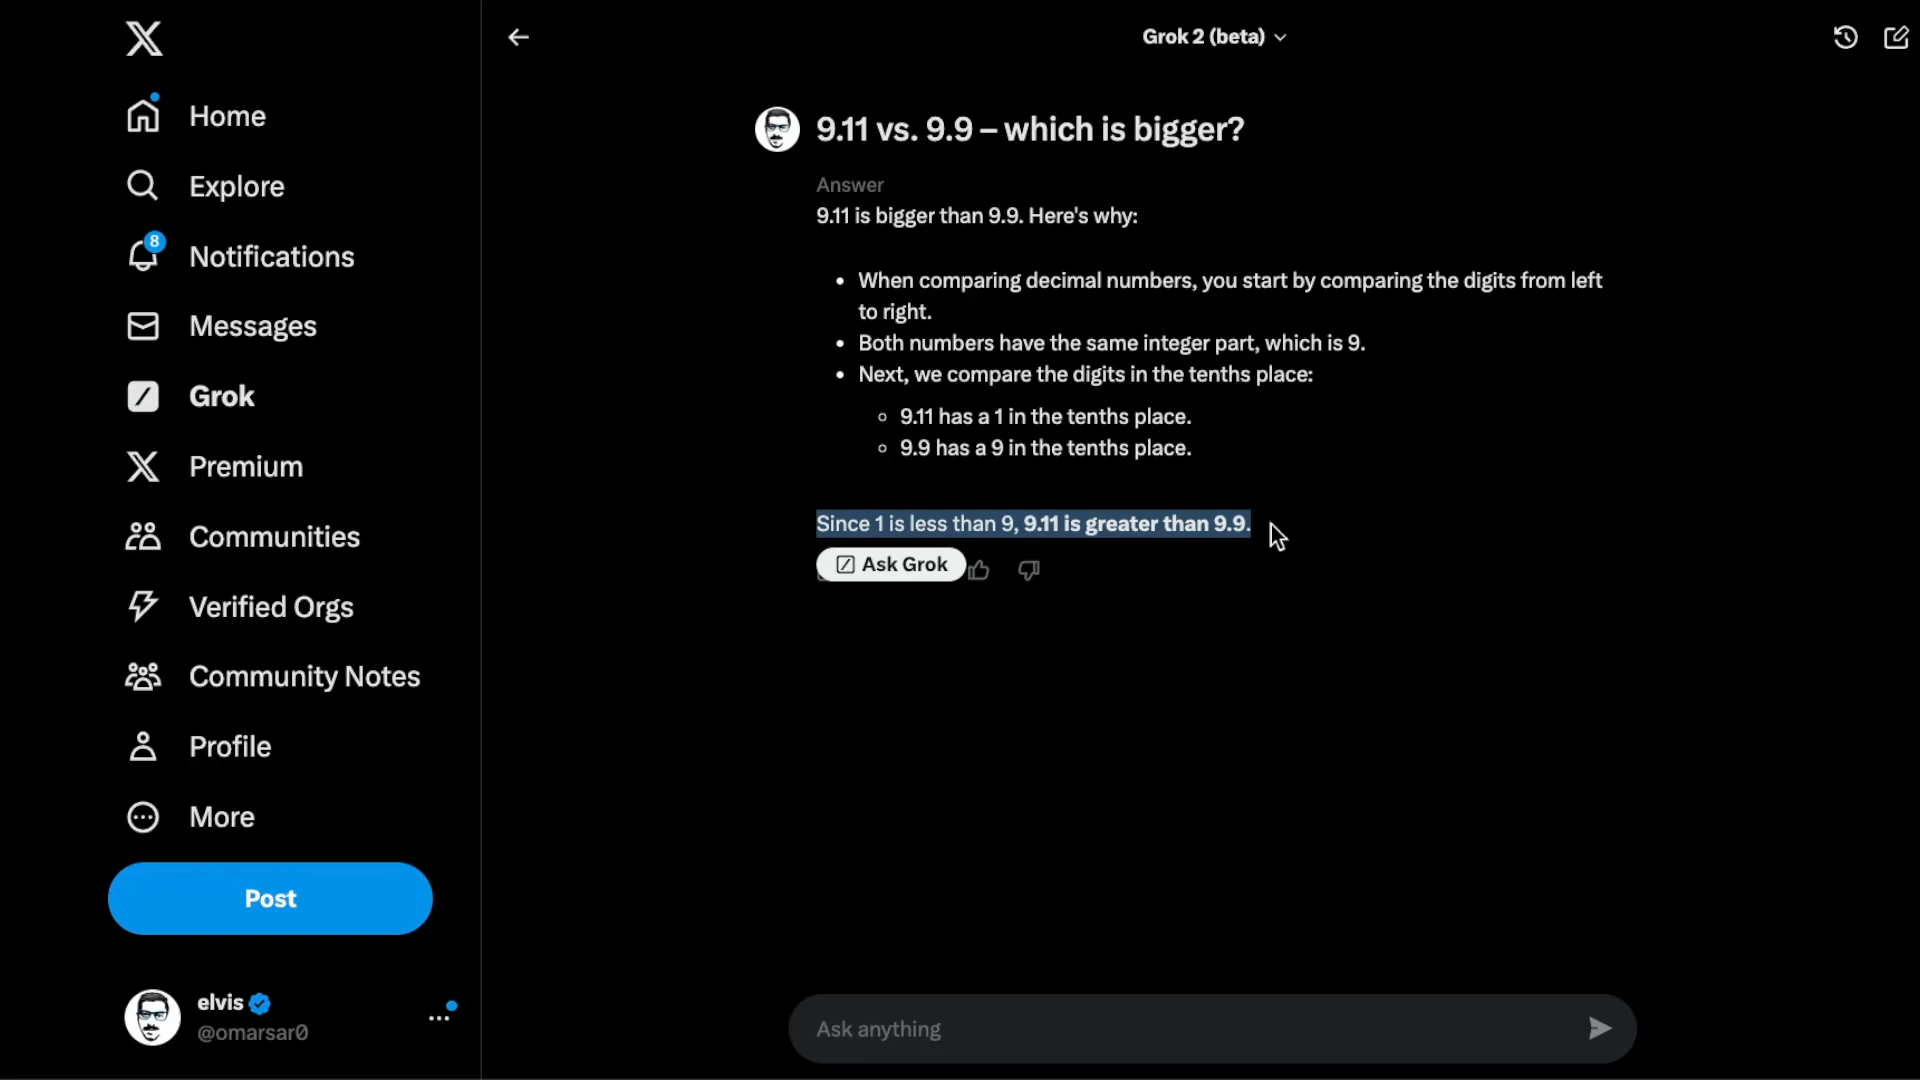 Home
Explore
8
Notifications
Messages
Grok
Premium
Communities
Verified Orgs
Community Notes
Profile
More
Post
elvis
@omarsar0
Grok 2 (beta)
9.11 vs. 9.9 – which is bigger?
Answer
9.11 is bigger than 9.9. Here's why:
• When comparing decimal numbers, you start by comparing the digits from left
to right.
• Both numbers have the same integer part, which is 9.
• Next, we compare the digits in the tenths place:
◦ 9.11 has a 1 in the tenths place.
◦ 9.9 has a 9 in the tenths place.
Since 1 is less than 9, 9.11 is greater than 9.9.
Ask Grok
Ask anything